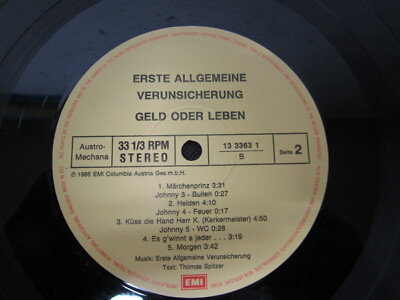 ERSTE ALLGEMEINE
VERUNSICHERUNG
GELD ODER LEBEN
Austro-
Mechana
33 1/3 RPM
STEREO
13 3363 1
B
Seite 2
℗ 1985 EMI Columbia Austria Ges.m.b.H.
1. Märchenprinz 3:31
Johnny 3 - Bullen 0:27
2. Helden 4:10
Johnny 4 - Feuer 0:17
3. Küss die Hand Herr K. (Kerkermeister) 4:50
Johnny 5 - WC 0:28
4. Es g'winnt a jeder . . . 3:19
5. Morgen 3:42
Musik: Erste Allgemeine Verunsicherung
Text: Thomas Spitzer
EMI